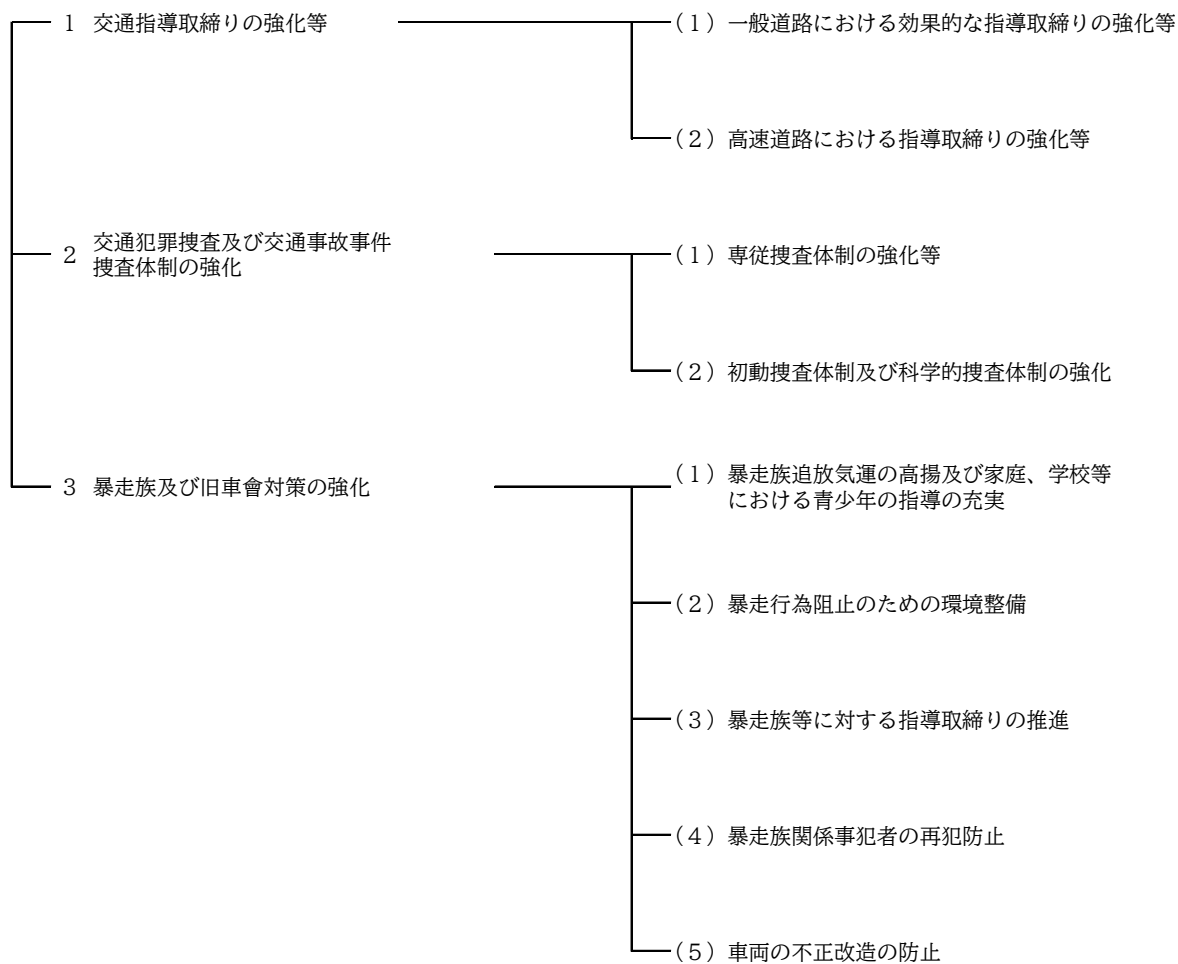 1 交通指導取締りの強化等
(1)一般道路における効果的な指導取締りの強化等
(2)高速道路における指導取締りの強化等
2 交通犯罪捜査及び交通事故事件
捜査体制の強化
(1)専従捜査体制の強化等
(2)初動捜査体制及び科学的捜査体制の強化
3 暴走族及び旧車會対策の強化
(1)暴走族追放気運の高揚及び家庭、学校等
における青少年の指導の充実
(2)暴走行為阻止のための環境整備
(3)暴走族等に対する指導取締りの推進
(4)暴走族関係事犯者の再犯防止
(5)車両の不正改造の防止